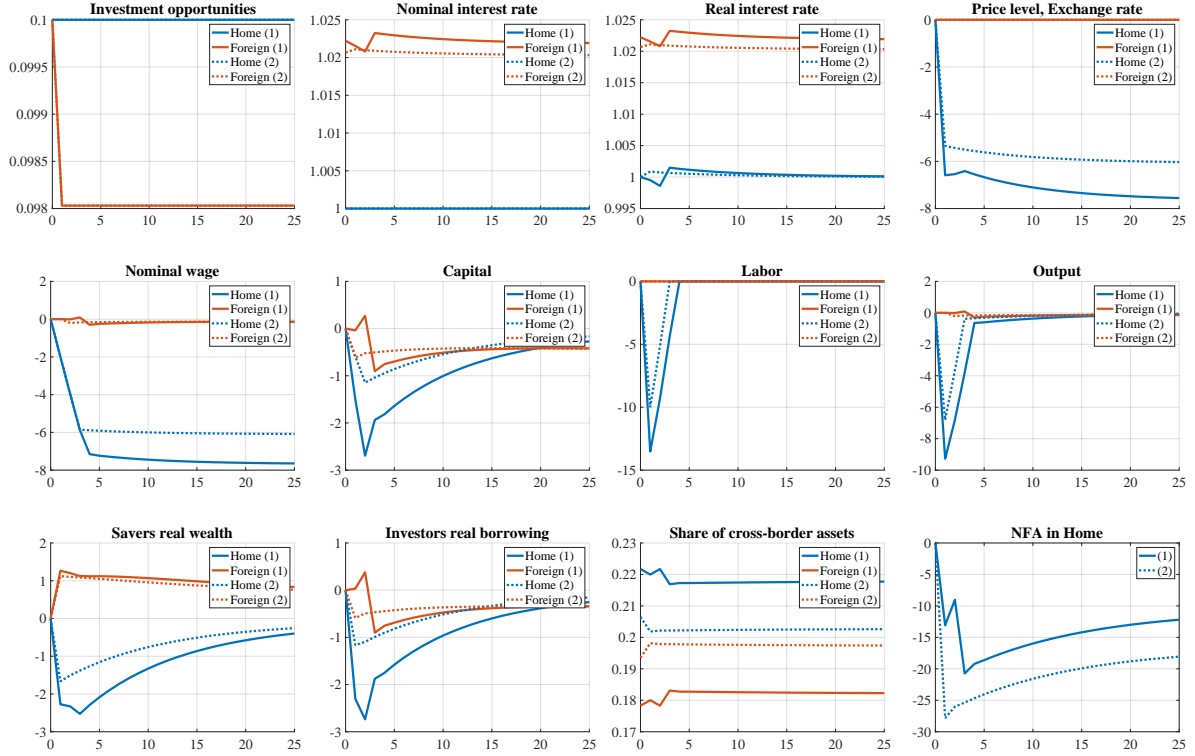 Investment opportunities
0.1
0.0995
0.099
0.0985
0.098
0 5 10 15 20 25
Home (1)
Foreign (1)
Home (2)
Foreign (2)
Nominal interest rate
1.025
1.02
1.015
1.01
1.005
1
0 5 10 15 20 25
Home (1)
Foreign (1)
Home (2)
Foreign (2)
Real interest rate
1.025
1.02
1.015
1.01
1.005
1
0.995
0 5 10 15 20 25
Home (1)
Foreign (1)
Home (2)
Foreign (2)
Price level, Exchange rate
0
-2
-4
-6
-8
0 5 10 15 20 25
Home (1)
Foreign (1)
Home (2)
Foreign (2)
Nominal wage
2
0
-2
-4
-6
-8
0 5 10 15 20 25
Home (1)
Foreign (1)
Home (2)
Foreign (2)
Capital
1
0
-1
-2
-3
0 5 10 15 20 25
Home (1)
Foreign (1)
Home (2)
Foreign (2)
Labor
0
-5
-10
-15
0 5 10 15 20 25
Home (1)
Foreign (1)
Home (2)
Foreign (2)
Output
2
0
-2
-4
-6
-8
-10
0 5 10 15 20 25
Home (1)
Foreign (1)
Home (2)
Foreign (2)
Savers real wealth
2
1
0
-1
-2
-3
0 5 10 15 20 25
Home (1)
Foreign (1)
Home (2)
Foreign (2)
Investors real borrowing
1
0
-1
-2
-3
0 5 10 15 20 25
Home (1)
Foreign (1)
Home (2)
Foreign (2)
Share of cross-border assets
0.23
0.22
0.21
0.2
0.19
0.18
0.17
0 5 10 15 20 25
Home (1)
Foreign (1)
Home (2)
Foreign (2)
NFA in Home
0
-5
-10
-15
-20
-25
-30
0 5 10 15 20 25
(1)
(2)